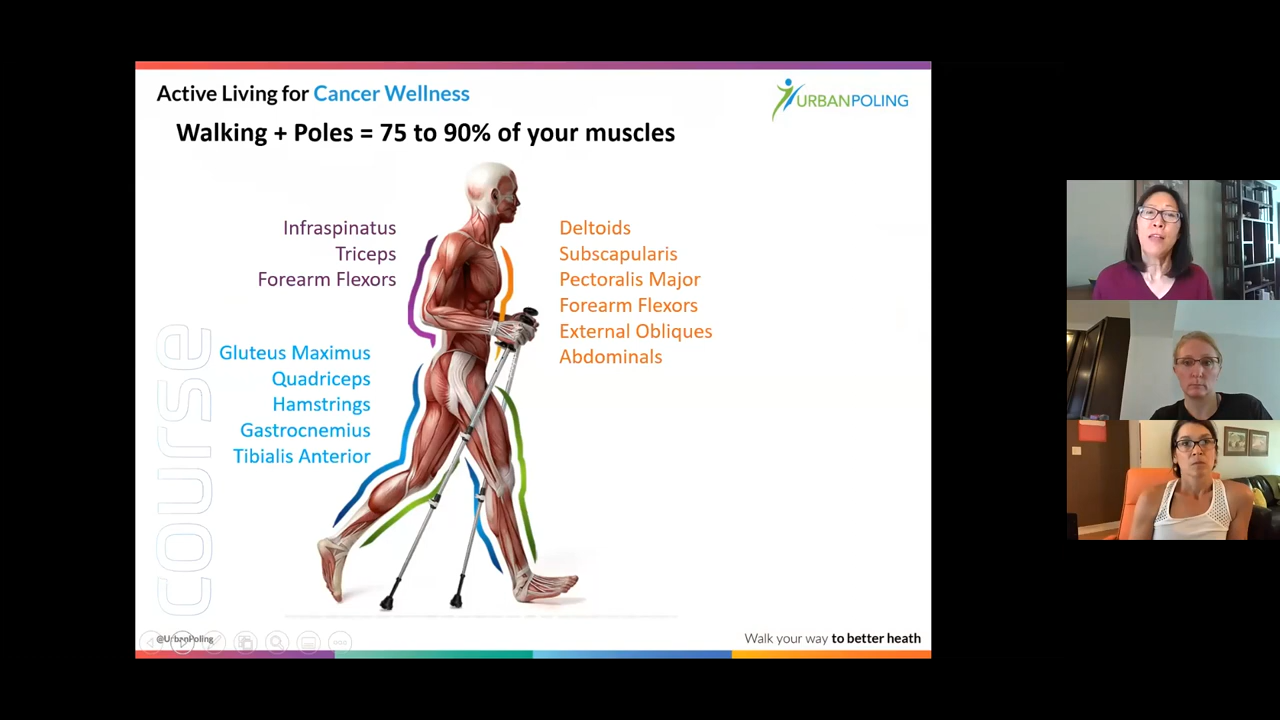 Active Living for Cancer Wellness
URBANPOLING
Walking + Poles = 75 to 90% of your muscles
Infraspinatus
Triceps
Forearm Flexors
Deltoids
Subscapularis
Pectoralis Major
Forearm Flexors
External Obliques
Abdominals
Gluteus Maximus
Quadriceps
Hamstrings
Gastrocnemius
Tibialis Anterior
course
@UrbanPoling
Walk your way to better heath